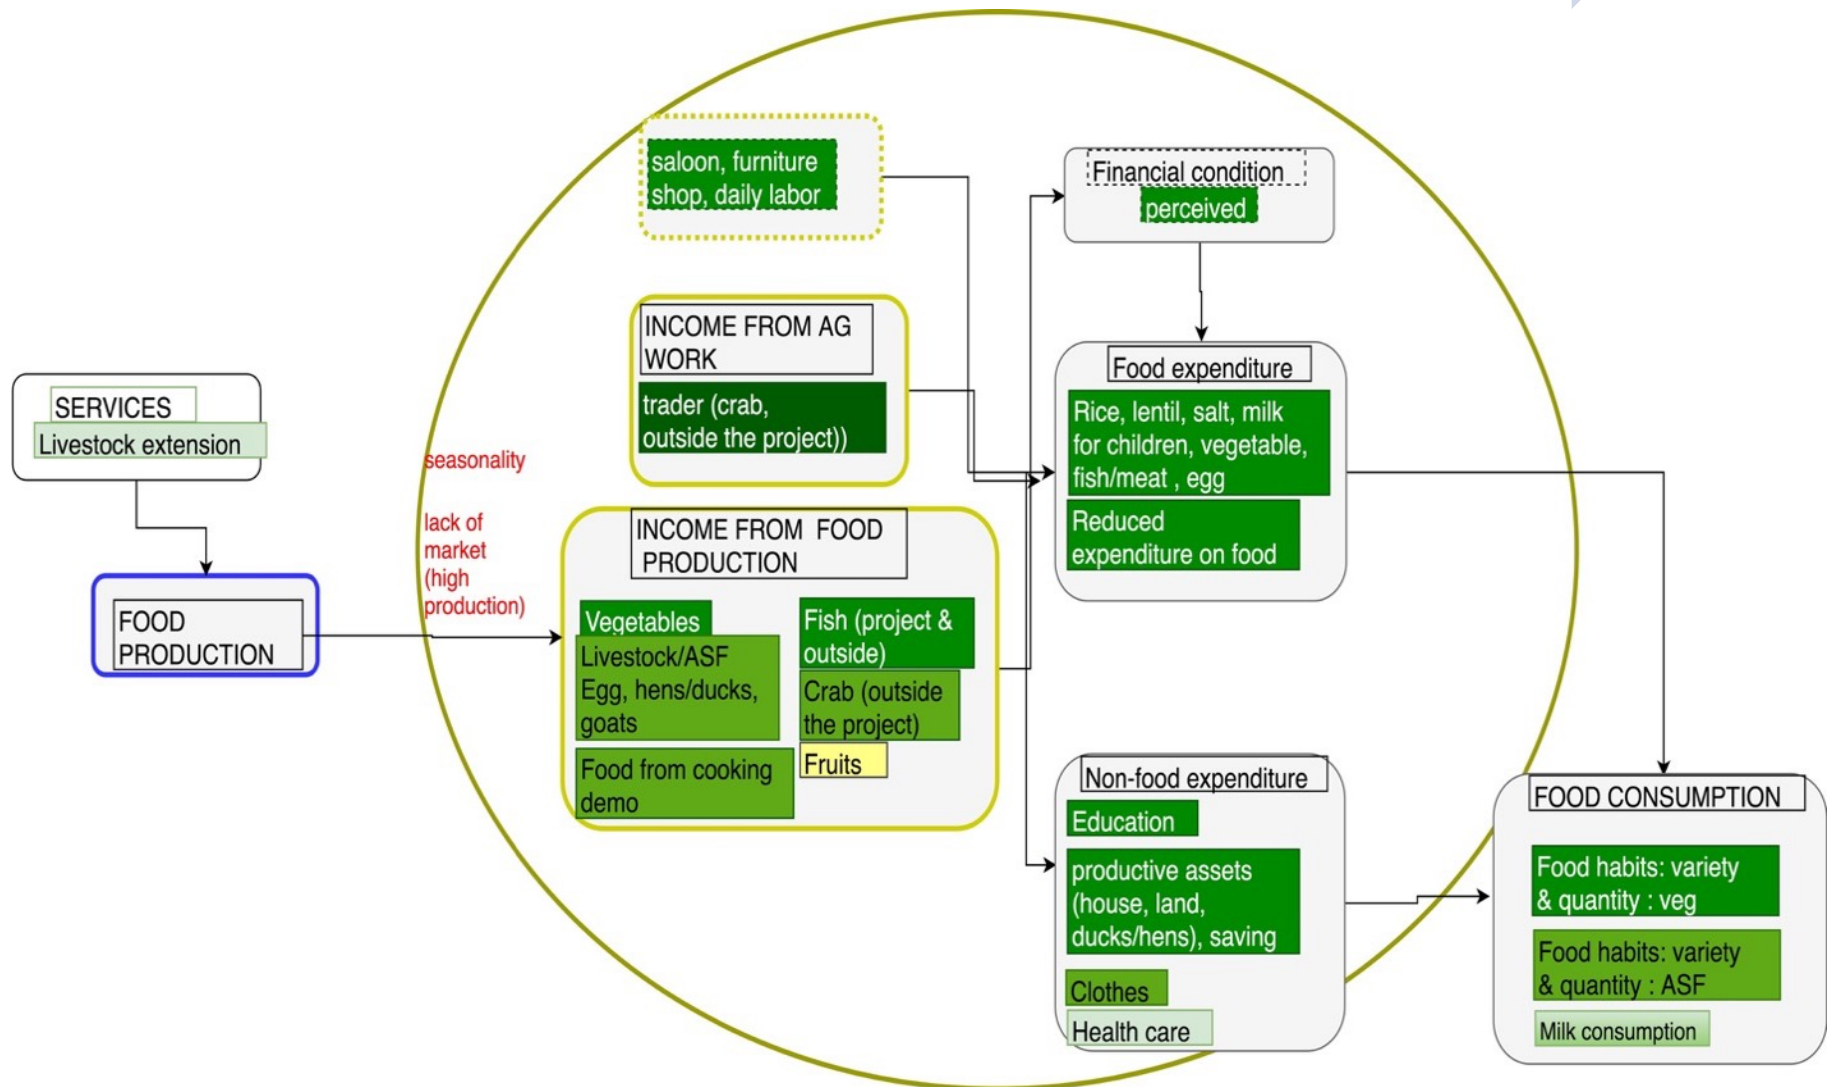 SERVICES
Livestock extension
FOOD
PRODUCTION
seasonality
lack of
market
(high
production)
saloon, furniture
shop, daily labor
INCOME FROM AG
WORK
trader (crab,
outside the project))
INCOME FROM FOOD
PRODUCTION
Vegetables
Livestock/ASF
Egg, hens/ducks,
goats
Food from cooking
demo
Fish (project &
outside)
Crab (outside
the project)
Fruits
Financial condition
perceived
Food expenditure
Rice, lentil, salt, milk
for children, vegetable,
fish/meat , egg
Reduced
expenditure on food
Non-food expenditure
Education
productive assets
(house, land,
ducks/hens), saving
Clothes
Health care
FOOD CONSUMPTION
Food habits: variety
& quantity : veg
Food habits: variety
& quantity : ASF
Milk consumption